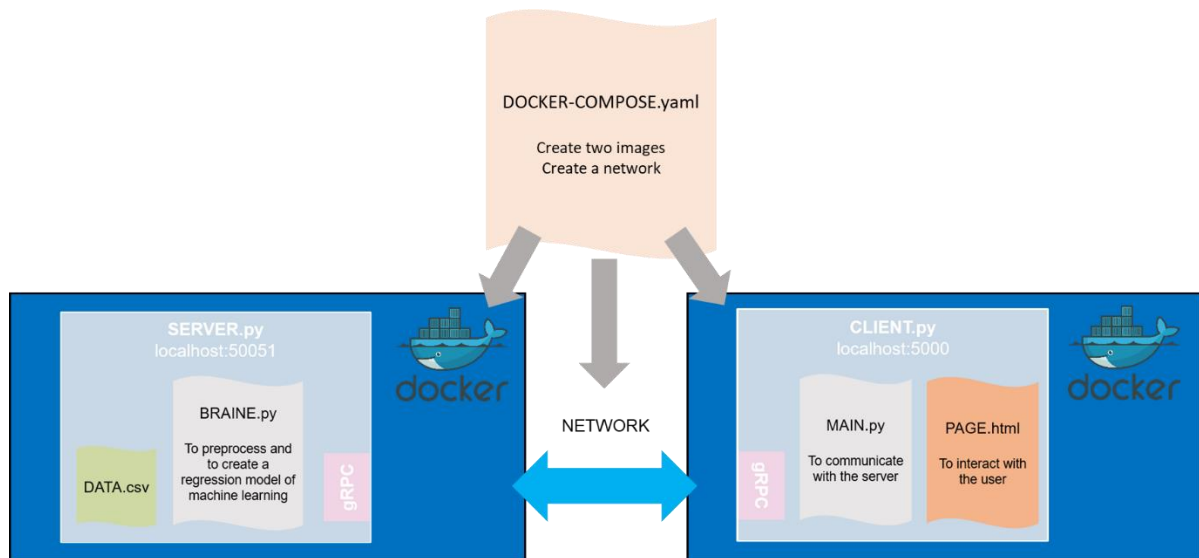 DOCKER-COMPOSE.yaml
Create two images
Create a network
SERVER.py
localhost:50051
docker
BRAINE.py
To preprocess and
to create a
regression model of
machine learning
DATA.csv
gRPC
NETWORK
CLIENT.py
localhost:5000
docker
gRPC
MAIN.py
To communicate
with the server
PAGE.html
To interact with
the user